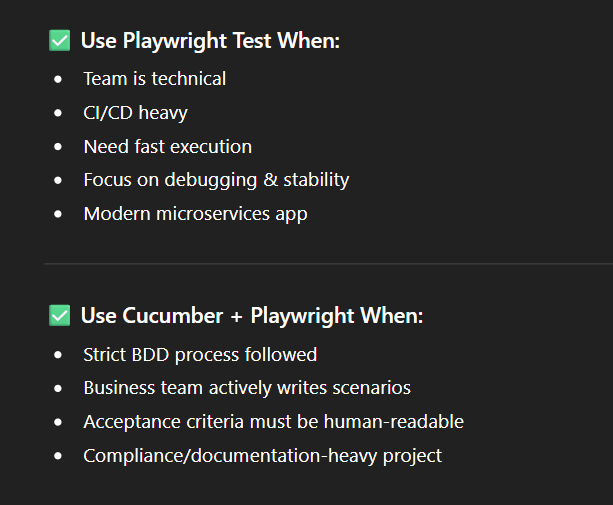 ✅ Use Playwright Test When:
• Team is technical
• CI/CD heavy
• Need fast execution
• Focus on debugging & stability
• Modern microservices app
✅ Use Cucumber + Playwright When:
• Strict BDD process followed
• Business team actively writes scenarios
• Acceptance criteria must be human-readable
• Compliance/documentation-heavy project